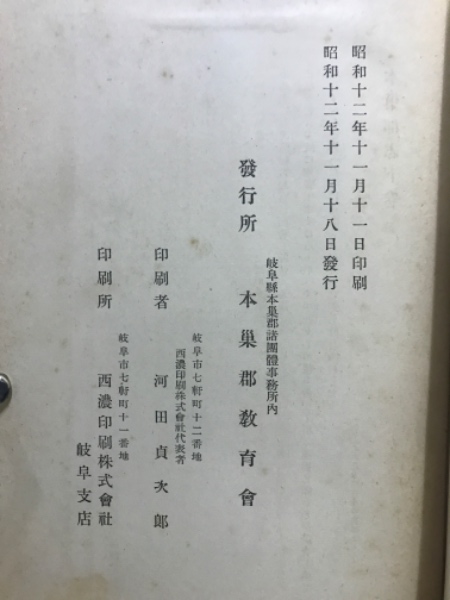 昭和十二年十一月十一日印刷
昭和十二年十一月十八日發行
岐阜縣本巣郡諸團體事務所內
發行所 本巢郡敎育會
岐阜市七軒町十二番地
西濃印刷株式會社代表者
印刷者 河田貞次郞
岐阜市七軒町十一番地
印刷所 西濃印刷株式會社
岐阜支店